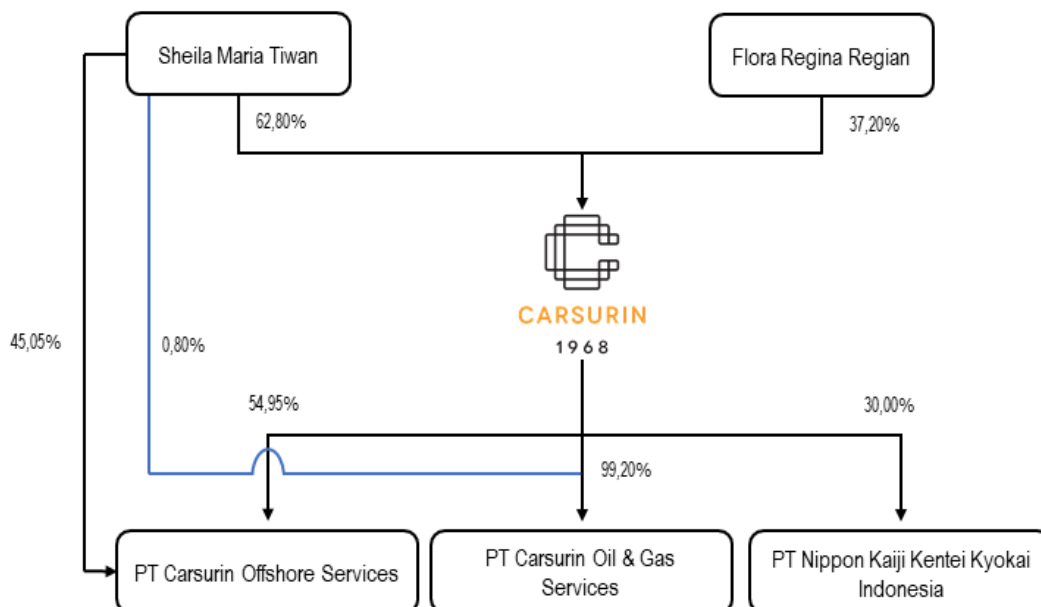 Sheila Maria Tiwan
Flora Regina Regian
62,80%
37,20%
CARSURIN
1968
45,05%
0,80%
54,95%
30,00%
99,20%
PT Carsurin Offshore Services
PT Carsurin Oil & Gas
Services
PT Nippon Kaiji Kentei Kyokai
Indonesia